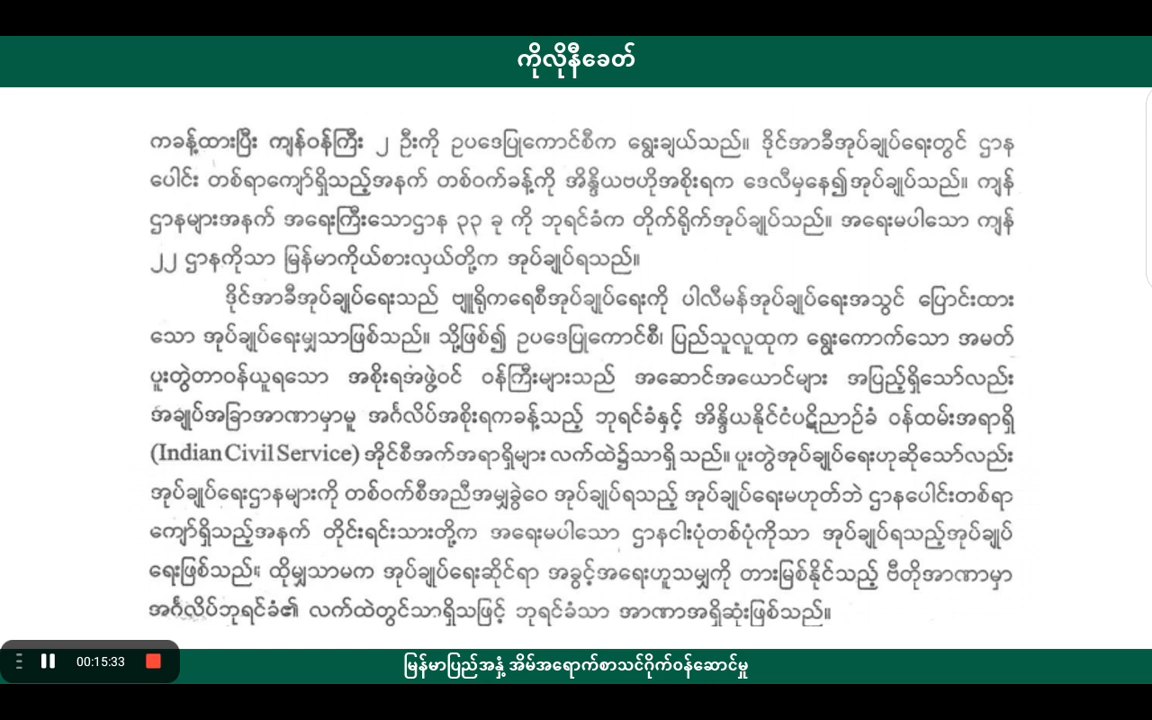 ကိုလိုနီခေတ်
ကခန့်ထားပြီး ကျန်ဝန်ကြီး ၂ ဦးကို ဥပဒေပြုကောင်စီက ရွေးချယ်သည်။ ဒိုင်အာခီအုပ်ချုပ်ရေးတွင် ဌာန
ပေါင်း တစ်ရာကျော်ရှိသည့်အနက် တစ်ဝက်ခန့်ကို အိန္ဒိယဗဟိုအစိုးရက ဒေလီမှနေ၍အုပ်ချုပ်သည်။ ကျန်
ဌာနများအနက် အရေးကြီးသောဌာန ၃၃ ခု ကို ဘုရင်ခံက တိုက်ရိုက်အုပ်ချုပ်သည်။ အရေးမပါသော ကျန်
၂၂ ဌာနကိုသာ မြန်မာကိုယ်စားလှယ်တို့က အုပ်ချုပ်ရသည်။
ဒိုင်အာခီအုပ်ချုပ်ရေးသည် ဗျူရိုကရေစီအုပ်ချုပ်ရေးကို ပါလီမန်အုပ်ချုပ်ရေးအသွင် ပြောင်းထား
သော အုပ်ချုပ်ရေးမျှသာဖြစ်သည်။ သို့ဖြစ်၍ ဥပဒေပြုကောင်စီ၊ ပြည်သူလူထုက ရွေးကောက်သော အမတ်
ပူးတွဲတာဝန်ယူရသော အစိုးရအဖွဲ့ဝင် ဝန်ကြီးများသည် အဆောင်အယောင်များ အပြည့်ရှိသော်လည်း
အချုပ်အခြာအာဏာမှာမူ အင်္ဂလိပ်အစိုးရကခန့်သည့် ဘုရင်ခံနှင့် အိန္ဒိယနိုင်ငံပဋိညာဉ်ခံ ဝန်ထမ်းအရာရှိ
(Indian Civil Service) အိုင်စီအက်အရာရှိများ လက်ထဲ၌သာရှိ သည်။ ပူးတွဲအုပ်ချုပ်ရေးဟုဆိုသော်လည်း
အုပ်ချုပ်ရေးဌာနများကို တစ်ဝက်စီအညီအမျှခွဲဝေ အုပ်ချုပ်ရသည့် အုပ်ချုပ်ရေးမဟုတ်ဘဲ ဌာနပေါင်းတစ်ရာ
ကျော်ရှိသည့်အနက် တိုင်းရင်းသားတို့က အရေးမပါသော ဌာနငါးပုံတစ်ပုံကိုသာ အုပ်ချုပ်ရသည့်အုပ်ချုပ်
ရေးဖြစ်သည်။ ထိုမျှသာမက အုပ်ချုပ်ရေးဆိုင်ရာ အခွင့်အရေးဟူသမျှကို တားမြစ်နိုင်သည့် ဗီတိုအာဏာမှာ
အင်္ဂလိပ်ဘုရင်ခံ၏ လက်ထဲတွင်သာရှိသဖြင့် ဘုရင်ခံသာ အာဏာအရှိဆုံးဖြစ်သည်။
00:15:33
မြန်မာပြည်အနှံ့ အိမ်အရောက်စာသင်ဂိုက်ဝန်ဆောင်မှု